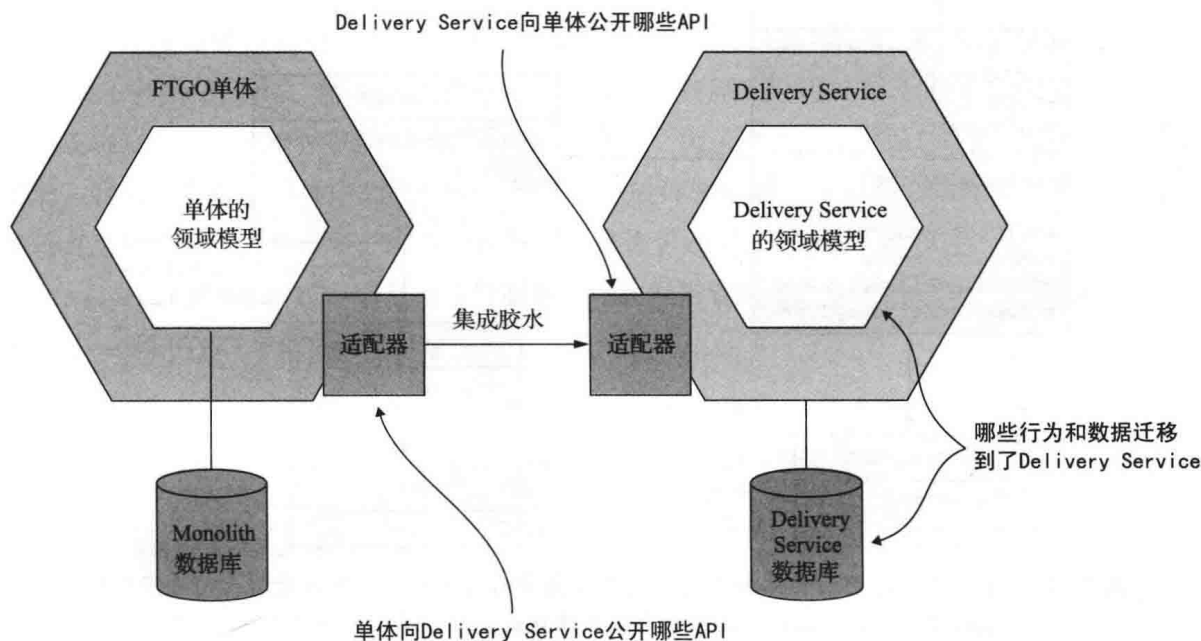 Delivery Service向单体公开哪些API
FTGO单体
Delivery Service
单体的
领域模型
Delivery Service
的领域模型
适配器
集成胶水
适配器
哪些行为和数据迁移
到了Delivery Service
Monolith
数据库
Delivery
Service
数据库
单体向Delivery Service公开哪些API